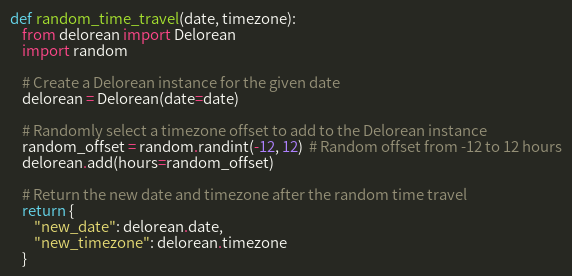 def random_time_travel(date, timezone):
from delorean import Delorean
import random
# Create a Delorean instance for the given date
delorean = Delorean(date=date)
# Randomly select a timezone offset to add to the Delorean instance
random_offset = random.randint(-12, 12)  # Random offset from -12 to 12 hours
delorean.add(hours=random_offset)
# Return the new date and timezone after the random time travel
return {
"new_date": delorean.date,
"new_timezone": delorean.timezone
}